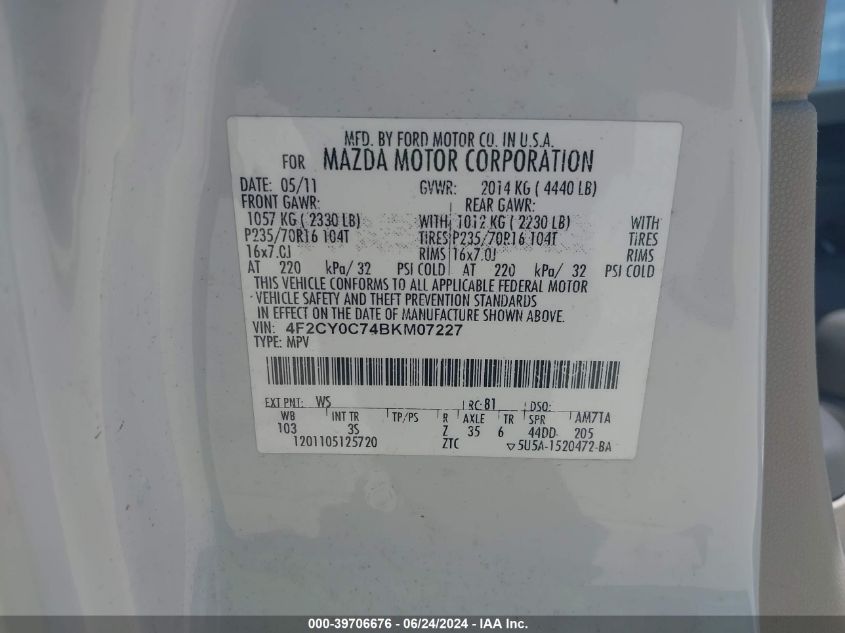 MFD. BY FORD MOTOR CO. IN U.S.A.
FOR MAZDA MOTOR CORPORATION
DATE: 05/11 GVWR: 2014 KG ( 4440 LB)
FRONT GAWR: REAR GAWR:
1057 KG ( 2330 LB) WITH 1012 KG ( 2230 LB) WITH
P235/70R16 104T TIRES P235/70R16 104T TIRES
16x7.0J RIMS 16x7.0J RIMS
AT 220 kPa/ 32 PSI COLD AT 220 kPa/ 32 PSI COLD
THIS VEHICLE CONFORMS TO ALL APPLICABLE FEDERAL MOTOR
VEHICLE SAFETY AND THEFT PREVENTION STANDARDS
IN EFFECT ON THE DATE OF MANUFACTURE SHOWN ABOVE.
VIN: 4F2CY0C74BKM07227
TYPE: MPV
EXT PNT: WS RC: 81 DSO:
WB INT TR TP/PS R AXLE TR SPR AM71A
103 3S Z 35 6 44DD 205
1201105125720 ZTC ▽5U5A-1520472-BA
000-39706676 / 06/24/2024 - IAA Inc.